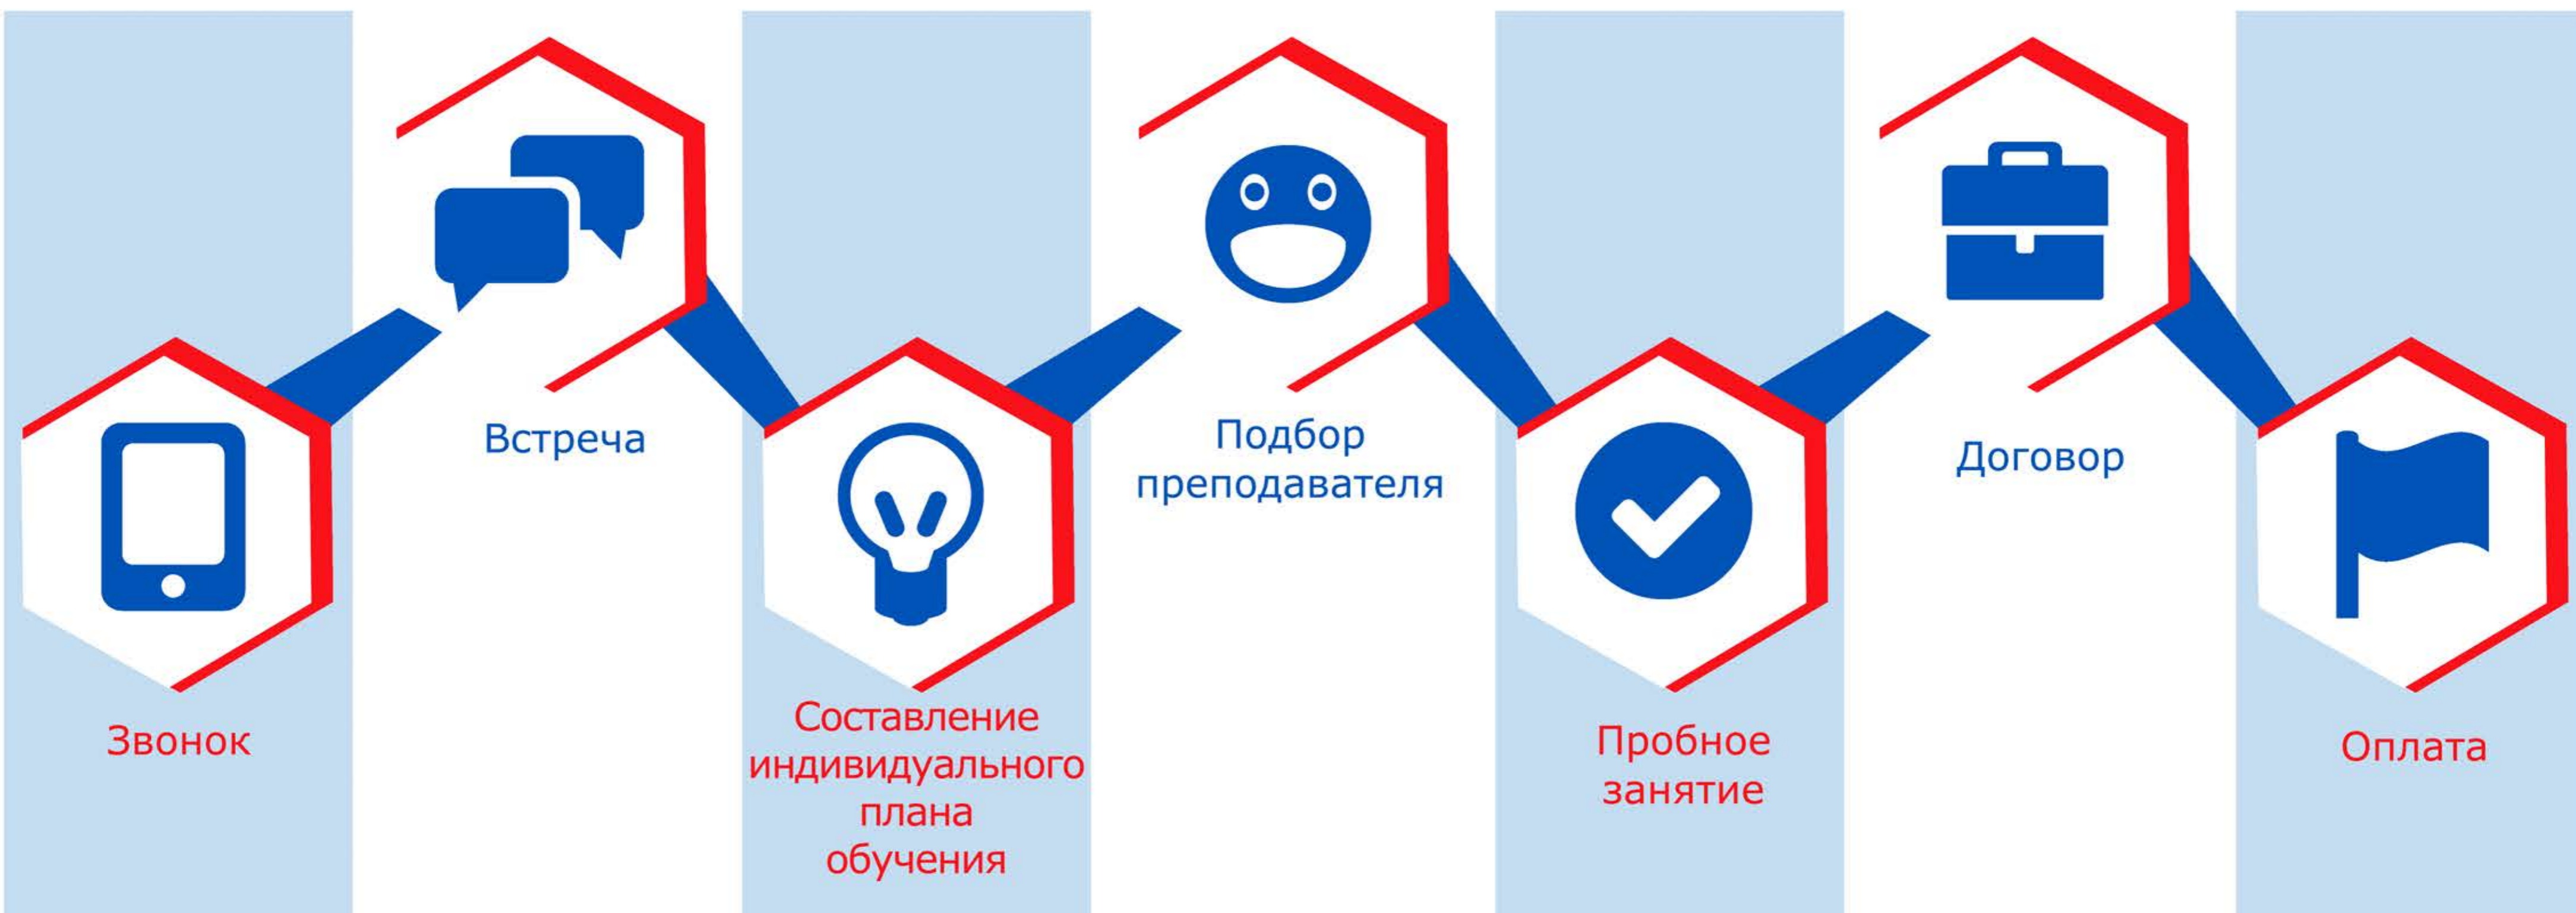 Звонок
Встреча
Составление
индивидуального
плана
обучения
Подбор
преподавателя
Пробное
занятие
Договор
Оплата